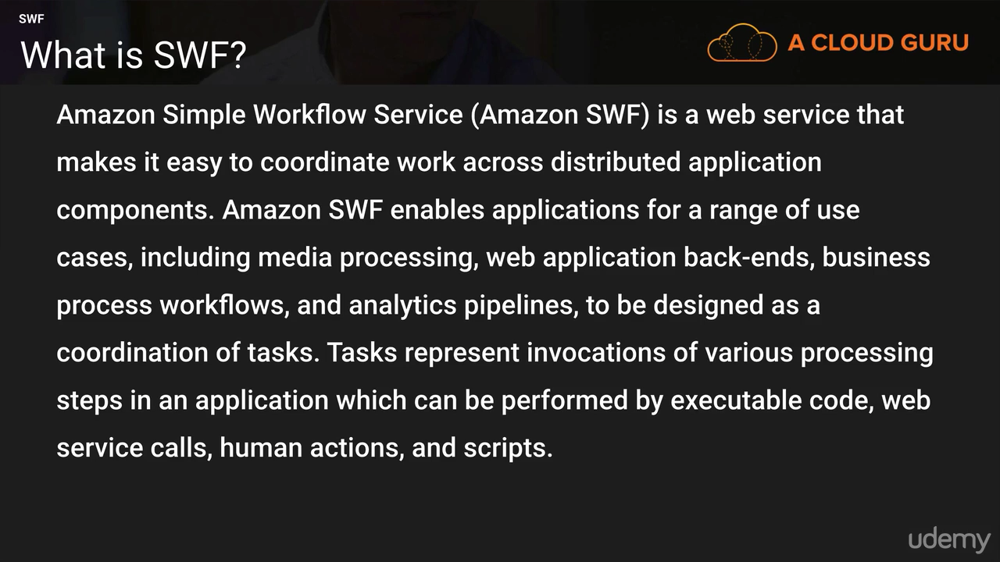 SWF
What is SWF?
A CLOUD GURU
Amazon Simple Workflow Service (Amazon SWF) is a web service that
makes it easy to coordinate work across distributed application
components. Amazon SWF enables applications for a range of use
cases, including media processing, web application back-ends, business
process workflows, and analytics pipelines, to be designed as a
coordination of tasks. Tasks represent invocations of various processing
steps in an application which can be performed by executable code, web
service calls, human actions, and scripts.
udemy